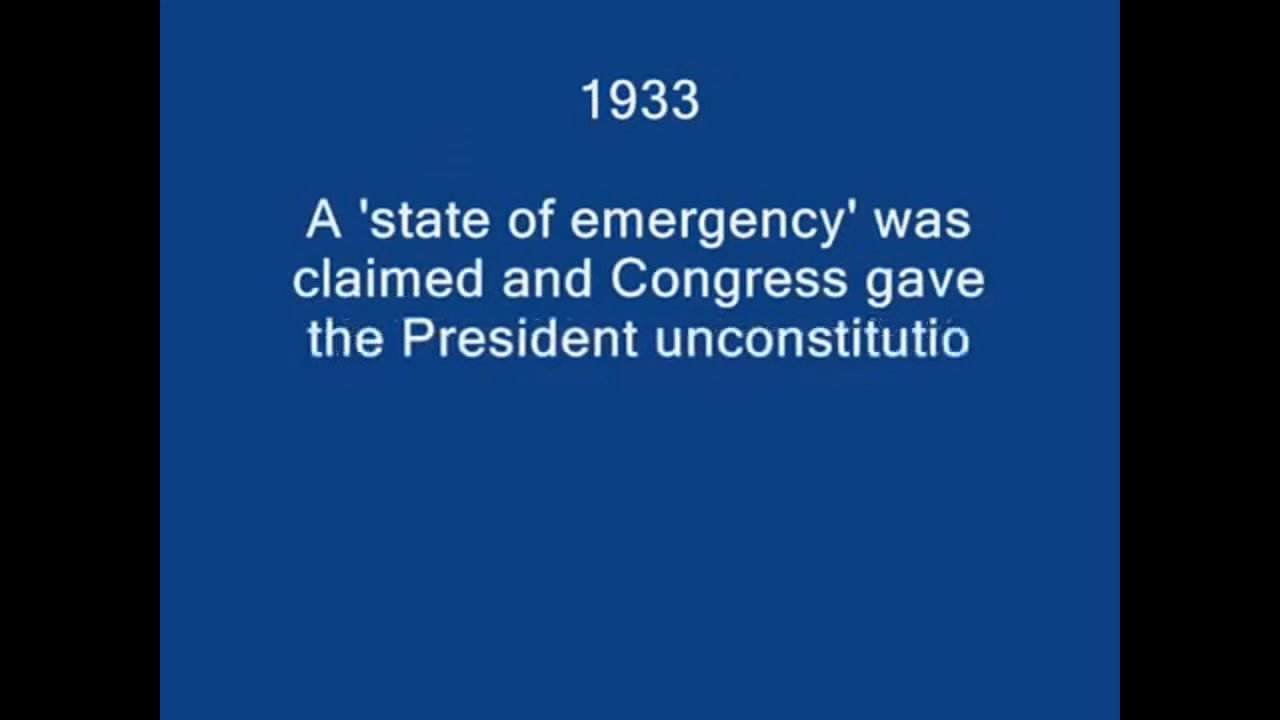 1933
A 'state of emergency' was
claimed and Congress gave
the President unconstitutio